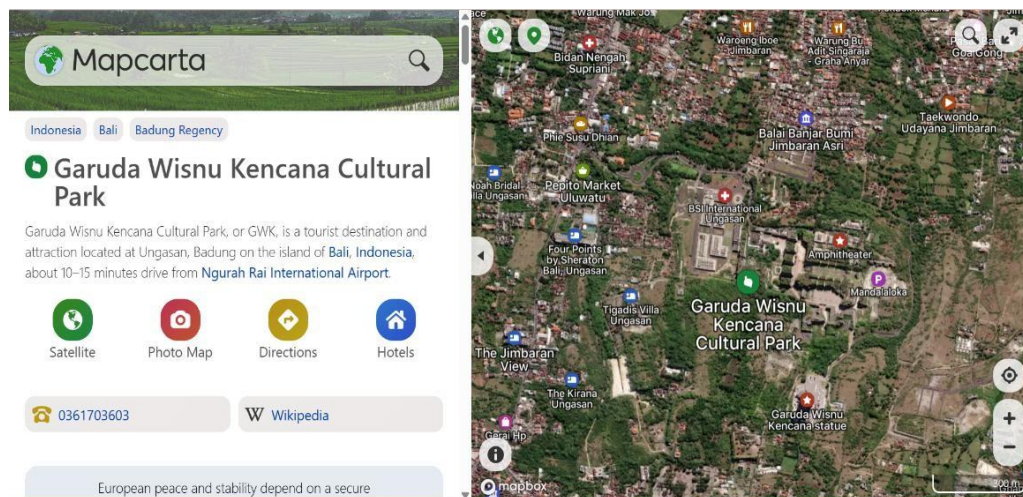 Mapcarta
Indonesia
Bali
Badung Regency
Garuda Wisnu Kencana Cultural
Park
Garuda Wisnu Kencana Cultural Park, or GWK, is a tourist destination and
attraction located at Ungasan, Badung on the island of Bali, Indonesia,
about 10–15 minutes drive from Ngurah Rai International Airport.
Satellite
Photo Map
Directions
Hotels
0361703603
W Wikipedia
European peace and stability depend on a secure
Warung Mak Jo...
Bidan Nengah
Supriani
Waroeng Iboe
- Jimbaran
Warung Bu
Adit Singaraja
- Graha Anyar
Goa Gong
Taekwondo
Udayana Jimbaran
Phie Susu Dhian
Balai Banjar Bumi
Jimbaran Asri
Noah Bridal
Villa Ungasan
Pepito Market
Uluwatu
BSI International
Ungasan
Four Points
by Sheraton
Bali, Ungasan
Amphitheater
P
Mandalaloka
Tigadis Villa
Ungasan
Garuda Wisnu
Kencana
Cultural Park
The Jimbaran
View
The Kirana
Ungasan
Garuda Wisnu
Kencana statue
Gerai Hp
mapbox
300 m